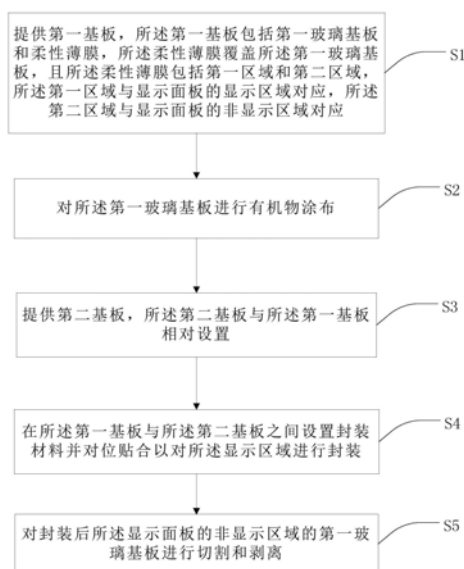 提供第一基板，所述第一基板包括第一玻璃基板
和柔性薄膜，所述柔性薄膜覆盖所述第一玻璃基
板，且所述柔性薄膜包括第一区域和第二区域，
所述第一区域与显示面板的显示区域对应，所述
第二区域与显示面板的非显示区域对应
S1
对所述第一玻璃基板进行有机物涂布
S2
提供第二基板，所述第二基板与所述第一基板
相对设置
S3
在所述第一基板与所述第二基板之间设置封装
材料并对位贴合以对所述显示区域进行封装
S4
对封装后所述显示面板的非显示区域的第一玻
璃基板进行切割和剥离
S5